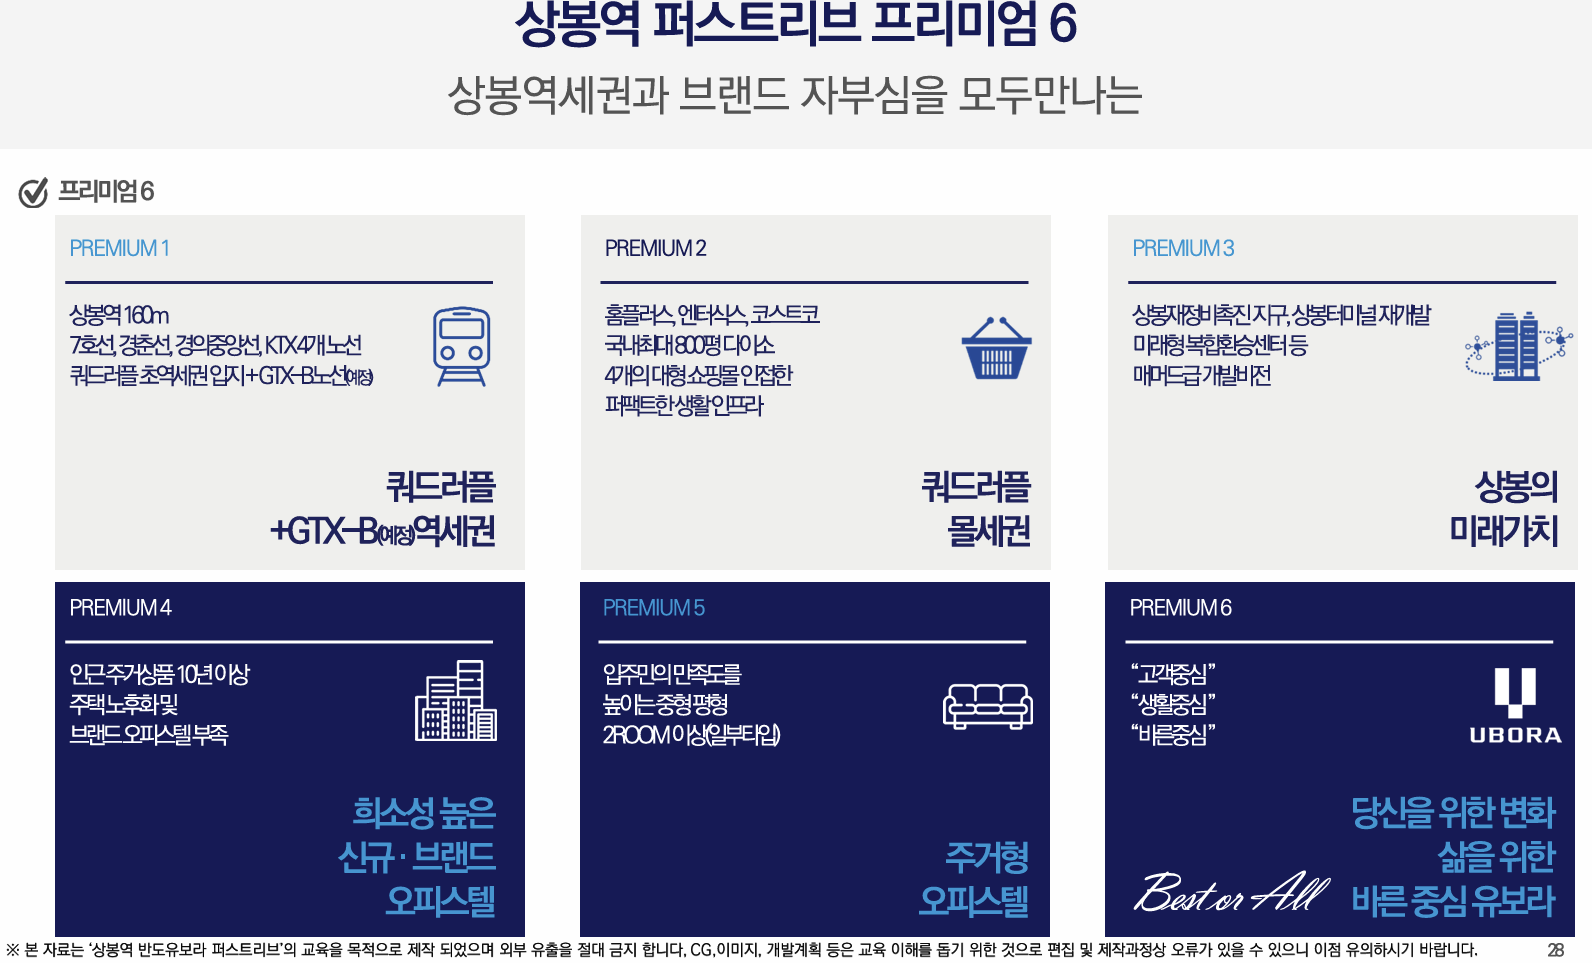 상봉역 퍼스트리브 프리미엄 6
상봉역세권과 브랜드 자부심을 모두만나는
프리미엄 6
PREMIUM 1
상봉역 160m
7호선, 경춘선, 경의중앙선, KTX 4개 노선
쿼드러플 초역세권 입지 + GTX-B노선(예정)
쿼드러플
+GTX-B(예정)역세권
PREMIUM 2
홈플러스, 엔터식스, 코스트코
국내최대 800평 다이소
4개의 대형 쇼핑몰 인접한
퍼팩트한 생활 인프라
쿼드러플
몰세권
PREMIUM 3
상봉재정비촉진 지구, 상봉터미널 재개발
미래형 복합환승센터 등
매머드급 개발비전
상봉의
미래가치
PREMIUM 4
인근 주거상품 10년 이상
주택 노후화 및
브랜드 오피스텔 부족
희소성 높은
신규 · 브랜드
오피스텔
PREMIUM 5
입주민의 만족도를
높이는 중형 평형
2ROOM 이상(일부타입)
주거형
오피스텔
PREMIUM 6
“고객중심”
“생활중심”
“바른중심”
UBORA
당신을 위한 변화
삶을 위한
바른 중심 유보라
Best or All
※ 본 자료는 ‘상봉역 반도유보라 퍼스트리브’의 교육을 목적으로 제작 되었으며 외부 유출을 절대 금지 합니다, CG,이미지, 개발계획 등은 교육 이해를 돕기 위한 것으로 편집 및 제작과정상 오류가 있을 수 있으니 이점 유의하시기 바랍니다.
28